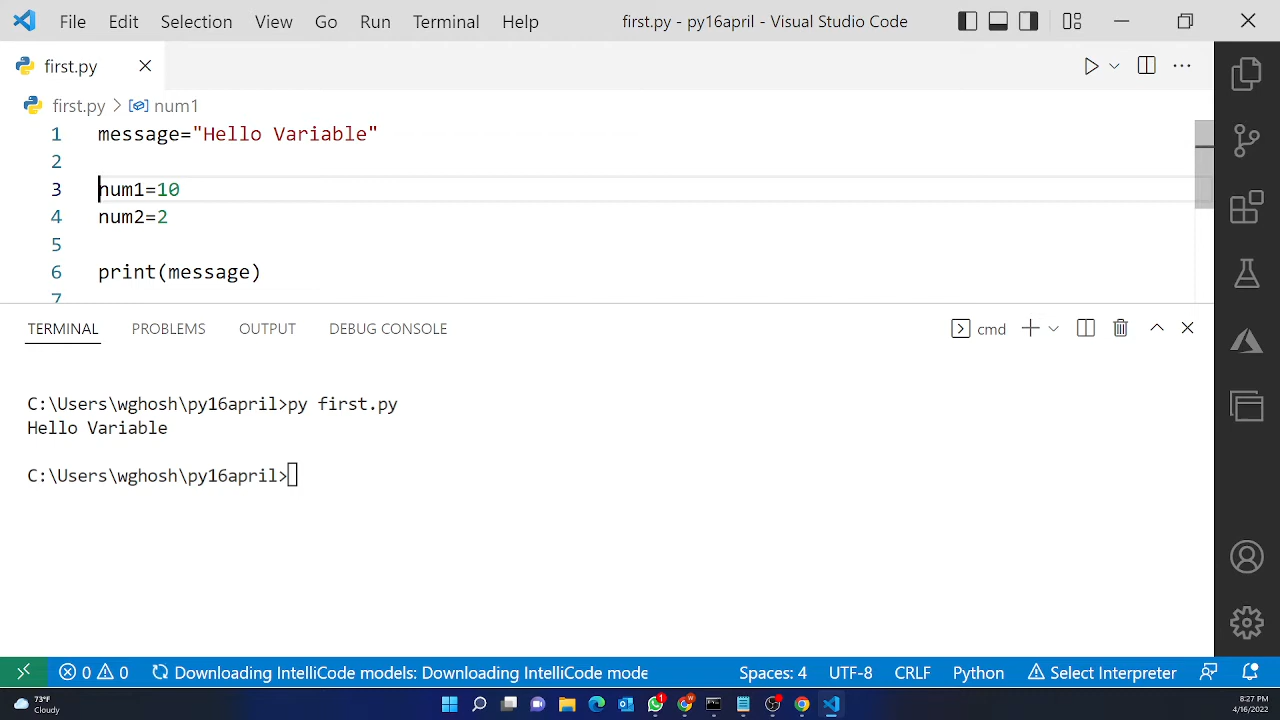 File Edit Selection View Go Run Terminal Help first.py - py16april - Visual Studio Code
first.py
first.py > num1
1 message="Hello Variable"
2
3 num1=10
4 num2=2
5
6 print(message)
7
TERMINAL PROBLEMS OUTPUT DEBUG CONSOLE cmd
C:\Users\wghosh\py16april>py first.py
Hello Variable
C:\Users\wghosh\py16april>
0 0 Downloading IntelliCode models: Downloading IntelliCode mode Spaces: 4 UTF-8 CRLF Python Select Interpreter
73°F
Cloudy
1
w
8:27 PM
4/16/2022